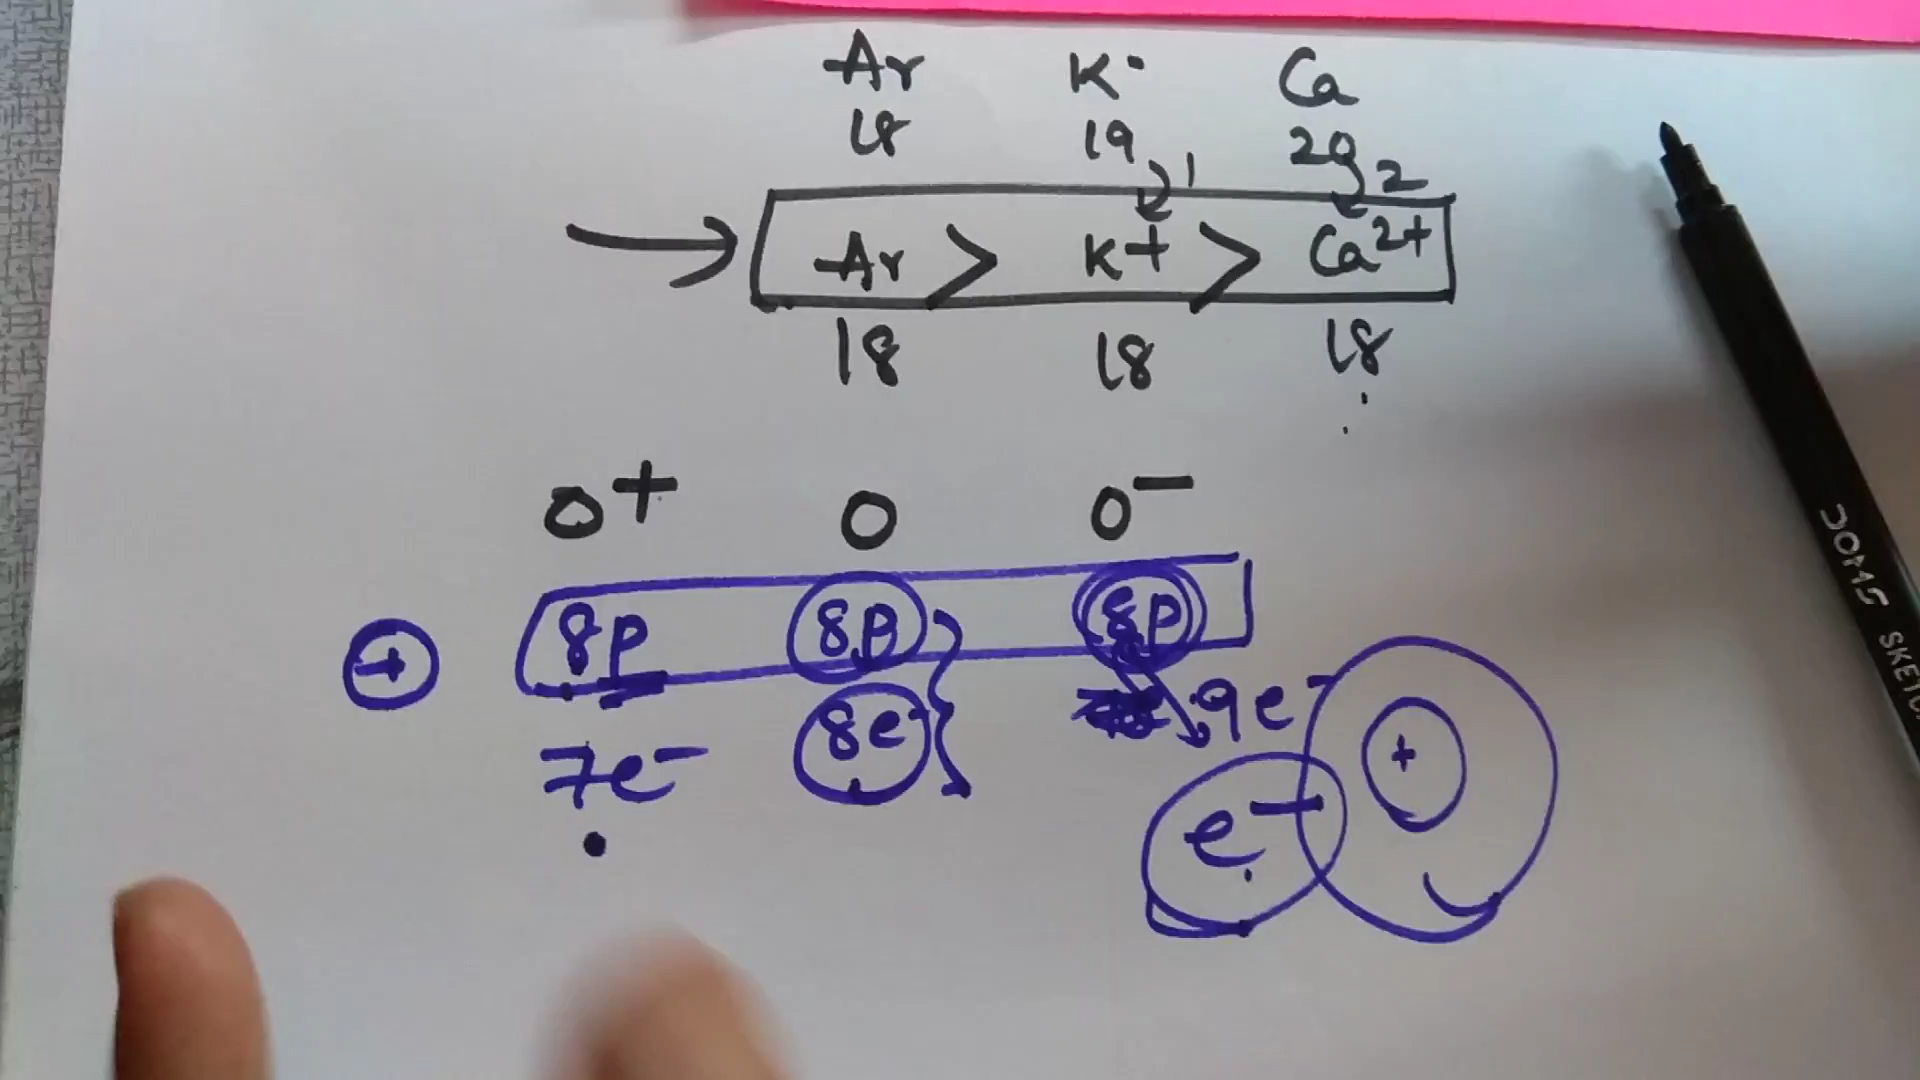 Ar K· Ca
18 19 20
1 2
Ar > K+ > Ca2+
18 18 18
O+ O O-
+ 8p 8p 8p
7e- 8e- 9e-
+
e-
DOMS SKETC